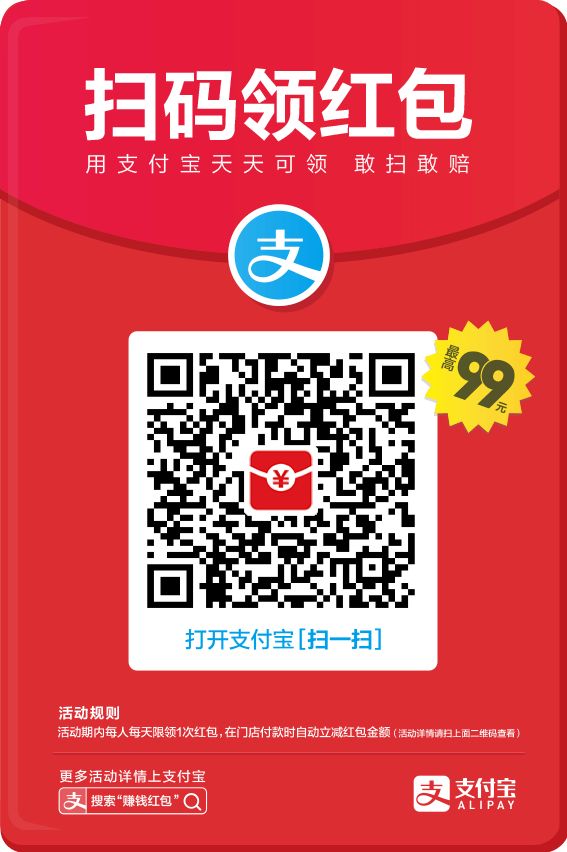 扫码领红包
用支付宝天天可领 敢扫敢赔
支
最高
99
元
¥
打开支付宝[扫一扫]
活动规则
活动期内每人每天限领1次红包,在门店付款时自动立减红包金额(活动详情请扫上面二维码查看)
更多活动详情上支付宝
支 搜索“赚钱红包”
支 支付宝
ALIPAY